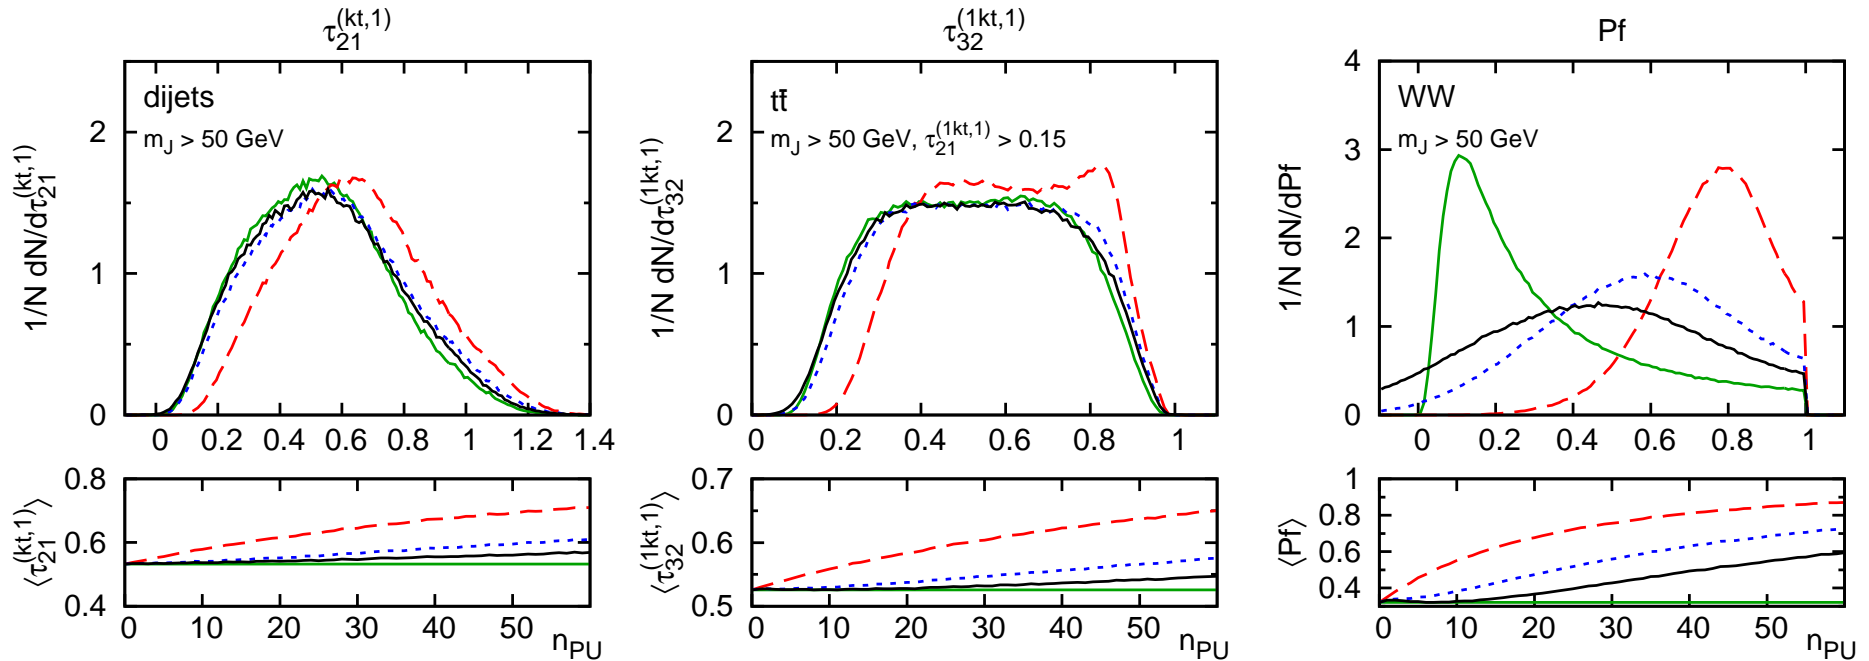 τ₂₁^(kt,1)
1/N dN/dτ₂₁^(kt,1)
dijets
m_J > 50 GeV
2
1
0
0 0.2 0.4 0.6 0.8 1 1.2 1.4
⟨τ₂₁^(kt,1)⟩
0.8
0.6
0.4
0 10 20 30 40 50 n_PU
τ₃₂^(1kt,1)
1/N dN/dτ₃₂^(1kt,1)
tt̄
m_J > 50 GeV, τ₂₁^(1kt,1) > 0.15
2
1
0
0 0.2 0.4 0.6 0.8 1
⟨τ₃₂^(1kt,1)⟩
0.7
0.6
0.5
0 10 20 30 40 50 n_PU
Pf
1/N dN/dPf
WW
m_J > 50 GeV
4
3
2
1
0
0 0.2 0.4 0.6 0.8 1
⟨Pf⟩
1
0.8
0.6
0.4
0 10 20 30 40 50 n_PU